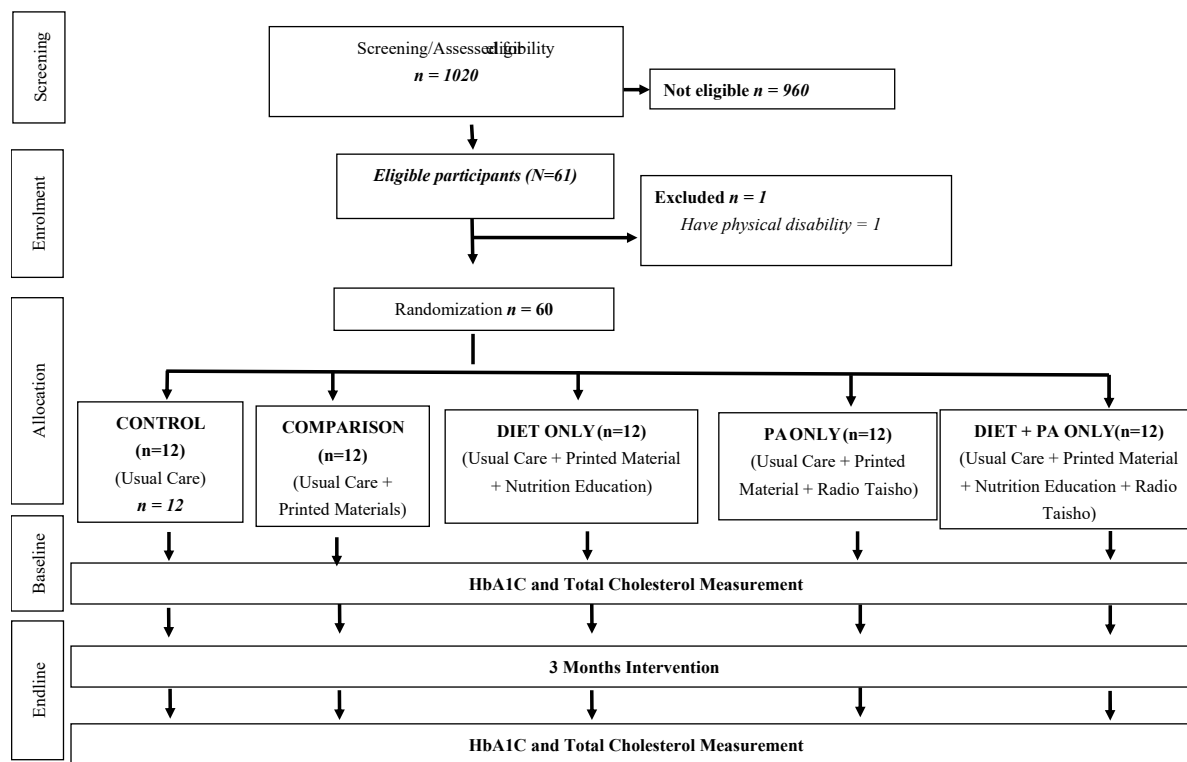 Screening
Screening/Assessed for eligibility
n = 1020
Not eligible n = 960
Enrolment
Eligible participants (N=61)
Excluded n = 1
Have physical disability = 1
Allocation
Randomization n = 60
CONTROL
(n=12)
(Usual Care)
n = 12
COMPARISON
(n=12)
(Usual Care +
Printed Materials)
DIET ONLY (n=12)
(Usual Care + Printed Material
+ Nutrition Education)
PA ONLY (n=12)
(Usual Care + Printed
Material + Radio Taisho)
DIET + PA ONLY (n=12)
(Usual Care + Printed Material
+ Nutrition Education + Radio
Taisho)
Baseline
HbA1C and Total Cholesterol Measurement
Endline
3 Months Intervention
HbA1C and Total Cholesterol Measurement